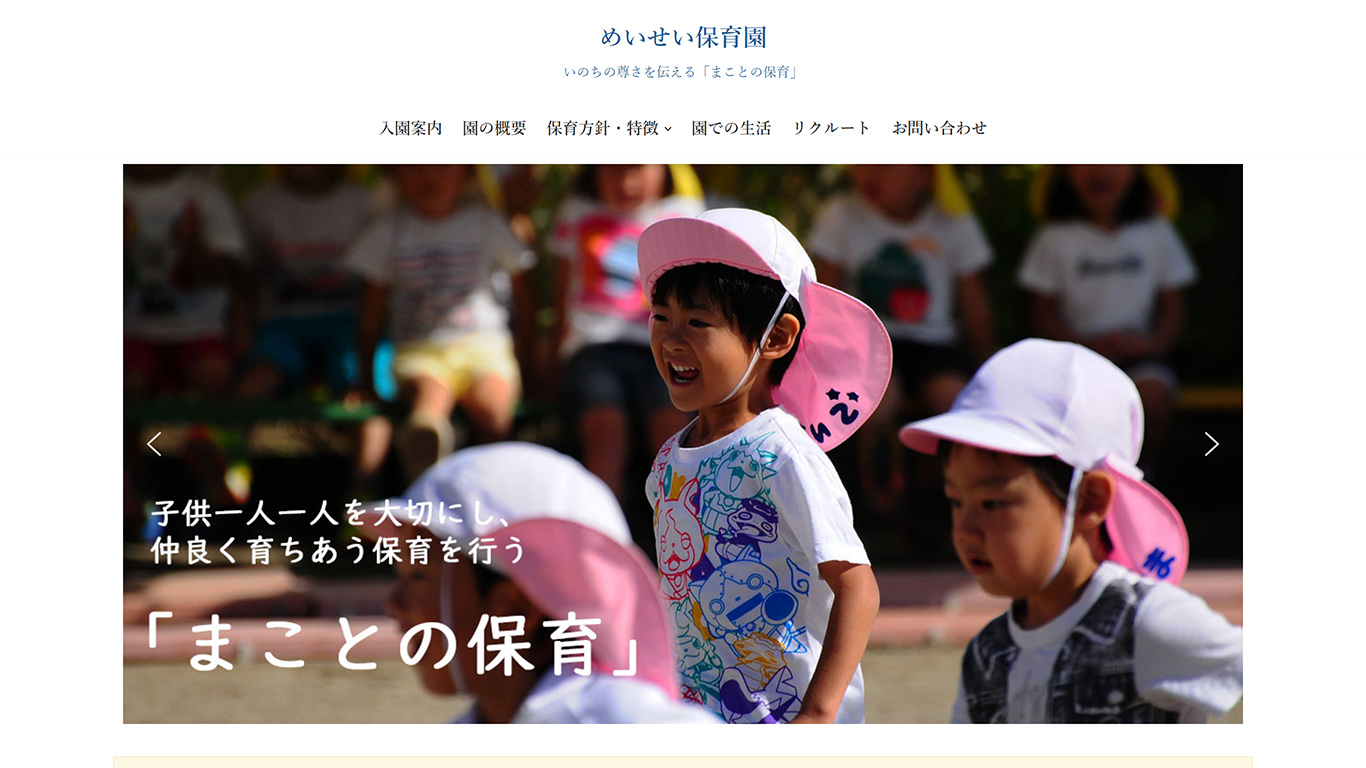 めいせい保育園
いのちの尊さを伝える「まことの保育」
入園案内 園の概要 保育方針・特徴 園での生活 リクルート お問い合わせ
子供一人一人を大切にし、
仲良く育ちあう保育を行う
「まことの保育」